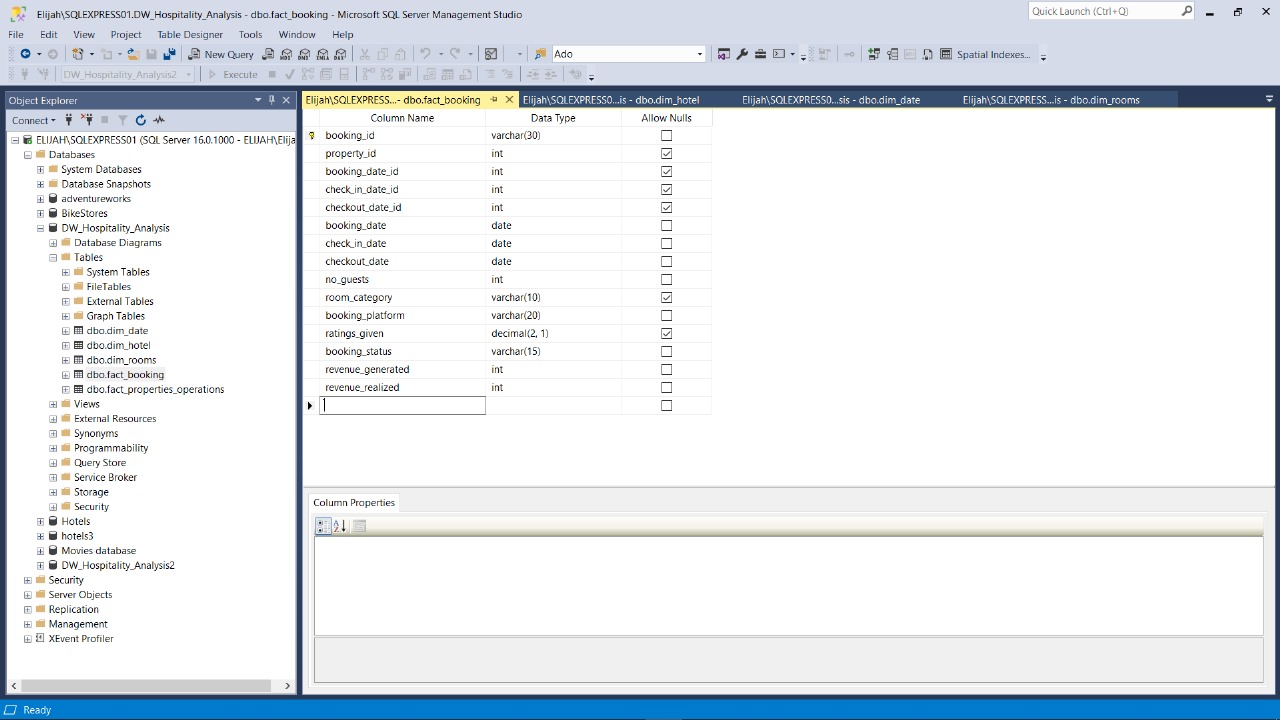 Elijah\SQLEXPRESS01.DW_Hospitality_Analysis - dbo.fact_booking - Microsoft SQL Server Management Studio
Quick Launch (Ctrl+Q)
File Edit View Project Table Designer Tools Window Help
New Query
MDX DMX XMLA DAX
Ado
Spatial Indexes...
DW_Hospitality_Analysis2
Execute
Object Explorer
Connect
ELIJAH\SQLEXPRESS01 (SQL Server 16.0.1000 - ELIJAH\Elija
Databases
System Databases
Database Snapshots
adventureworks
BikeStores
DW_Hospitality_Analysis
Database Diagrams
Tables
System Tables
FileTables
External Tables
Graph Tables
dbo.dim_date
dbo.dim_hotel
dbo.dim_rooms
dbo.fact_booking
dbo.fact_properties_operations
Views
External Resources
Synonyms
Programmability
Query Store
Service Broker
Storage
Security
Hotels
hotels3
Movies database
DW_Hospitality_Analysis2
Security
Server Objects
Replication
Management
XEvent Profiler
Elijah\SQLEXPRESS...- dbo.fact_booking
Elijah\SQLEXPRESS0...is - dbo.dim_hotel
Elijah\SQLEXPRESS0...sis - dbo.dim_date
Elijah\SQLEXPRESS...is - dbo.dim_rooms
Column Name Data Type Allow Nulls
booking_id varchar(30)
property_id int
booking_date_id int
check_in_date_id int
checkout_date_id int
booking_date date
check_in_date date
checkout_date date
no_guests int
room_category varchar(10)
booking_platform varchar(20)
ratings_given decimal(2, 1)
booking_status varchar(15)
revenue_generated int
revenue_realized int
Column Properties
Ready